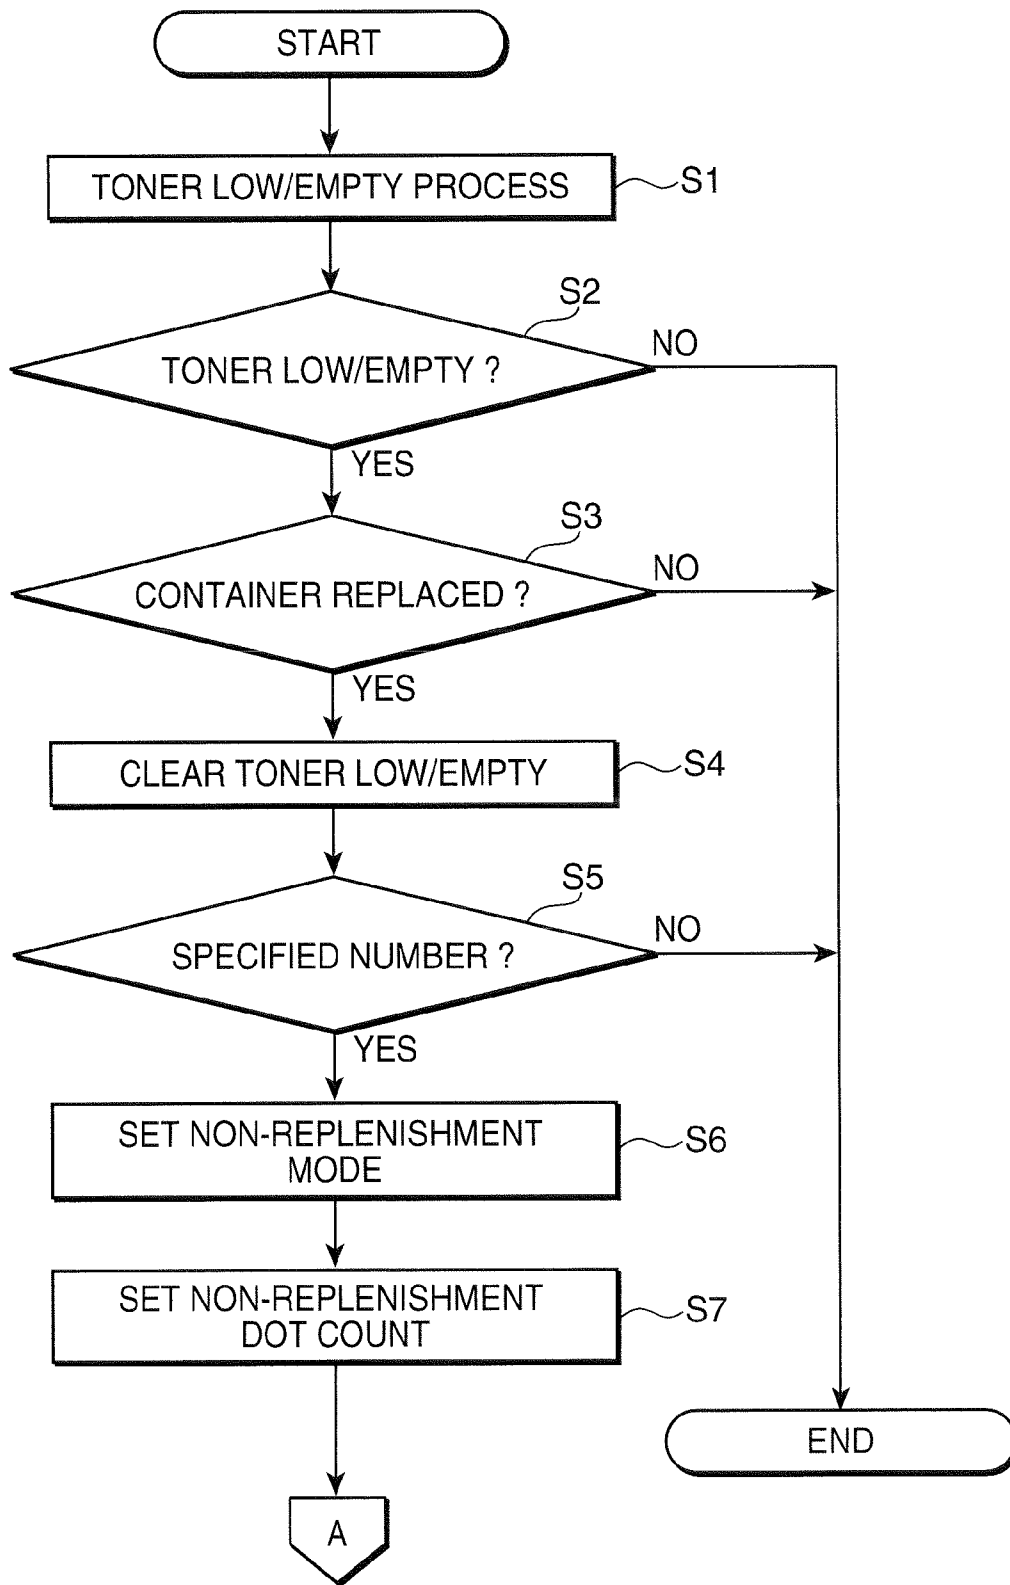 START
TONER LOW/EMPTY PROCESS
S1
S2
TONER LOW/EMPTY ?
NO
YES
S3
CONTAINER REPLACED ?
NO
YES
CLEAR TONER LOW/EMPTY
S4
S5
SPECIFIED NUMBER ?
NO
YES
SET NON-REPLENISHMENT
MODE
S6
SET NON-REPLENISHMENT
DOT COUNT
S7
END
A